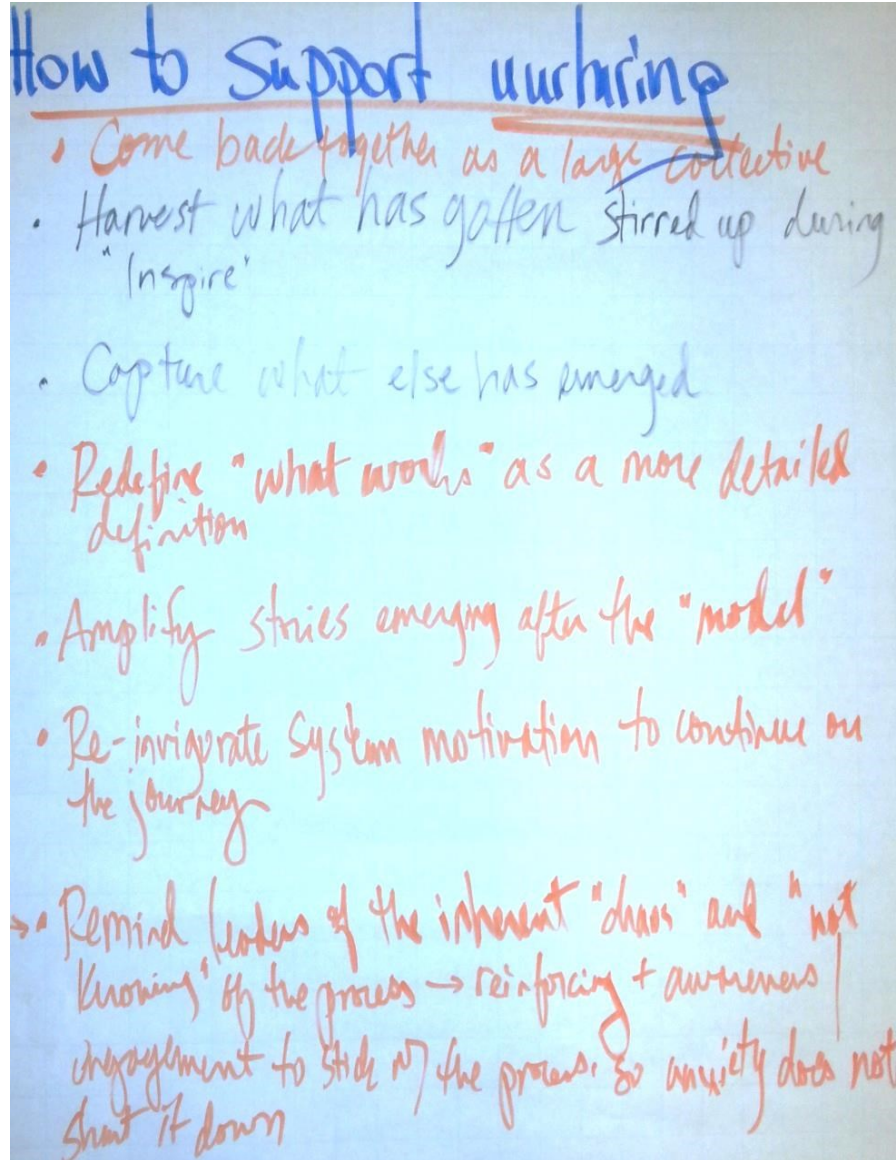 How to Support nurturing
• Come back together as a large collective
• Harvest what has gotten stirred up during
"Inspire"
• Capture what else has emerged
• Redefine "what works" as a more detailed
definition
• Amplify stories emerging after the "model"
• Re-invigorate system motivation to continue on
the journey
→ • Remind leaders of the inherent "chaos" and "not
knowing" of the process → reinforcing + awareness |
engagement to stick w/ the process. So anxiety does not
shut it down